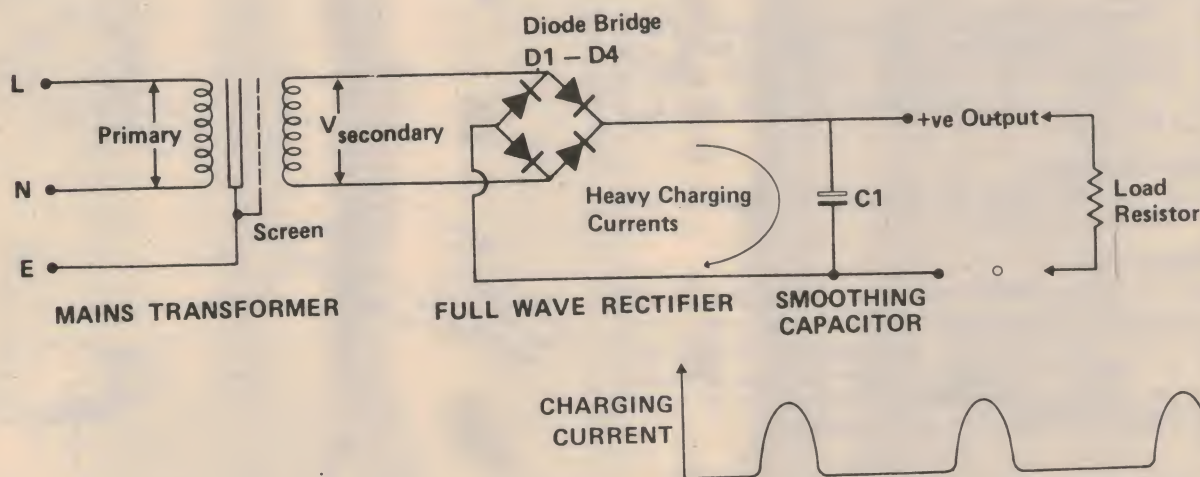 Diode Bridge
D1 – D4
L
Primary
V secondary
+ve Output
N
Screen
Heavy Charging
Currents
C1
Load
Resistor
E
o
MAINS TRANSFORMER
FULL WAVE RECTIFIER
SMOOTHING
CAPACITOR
CHARGING
CURRENT